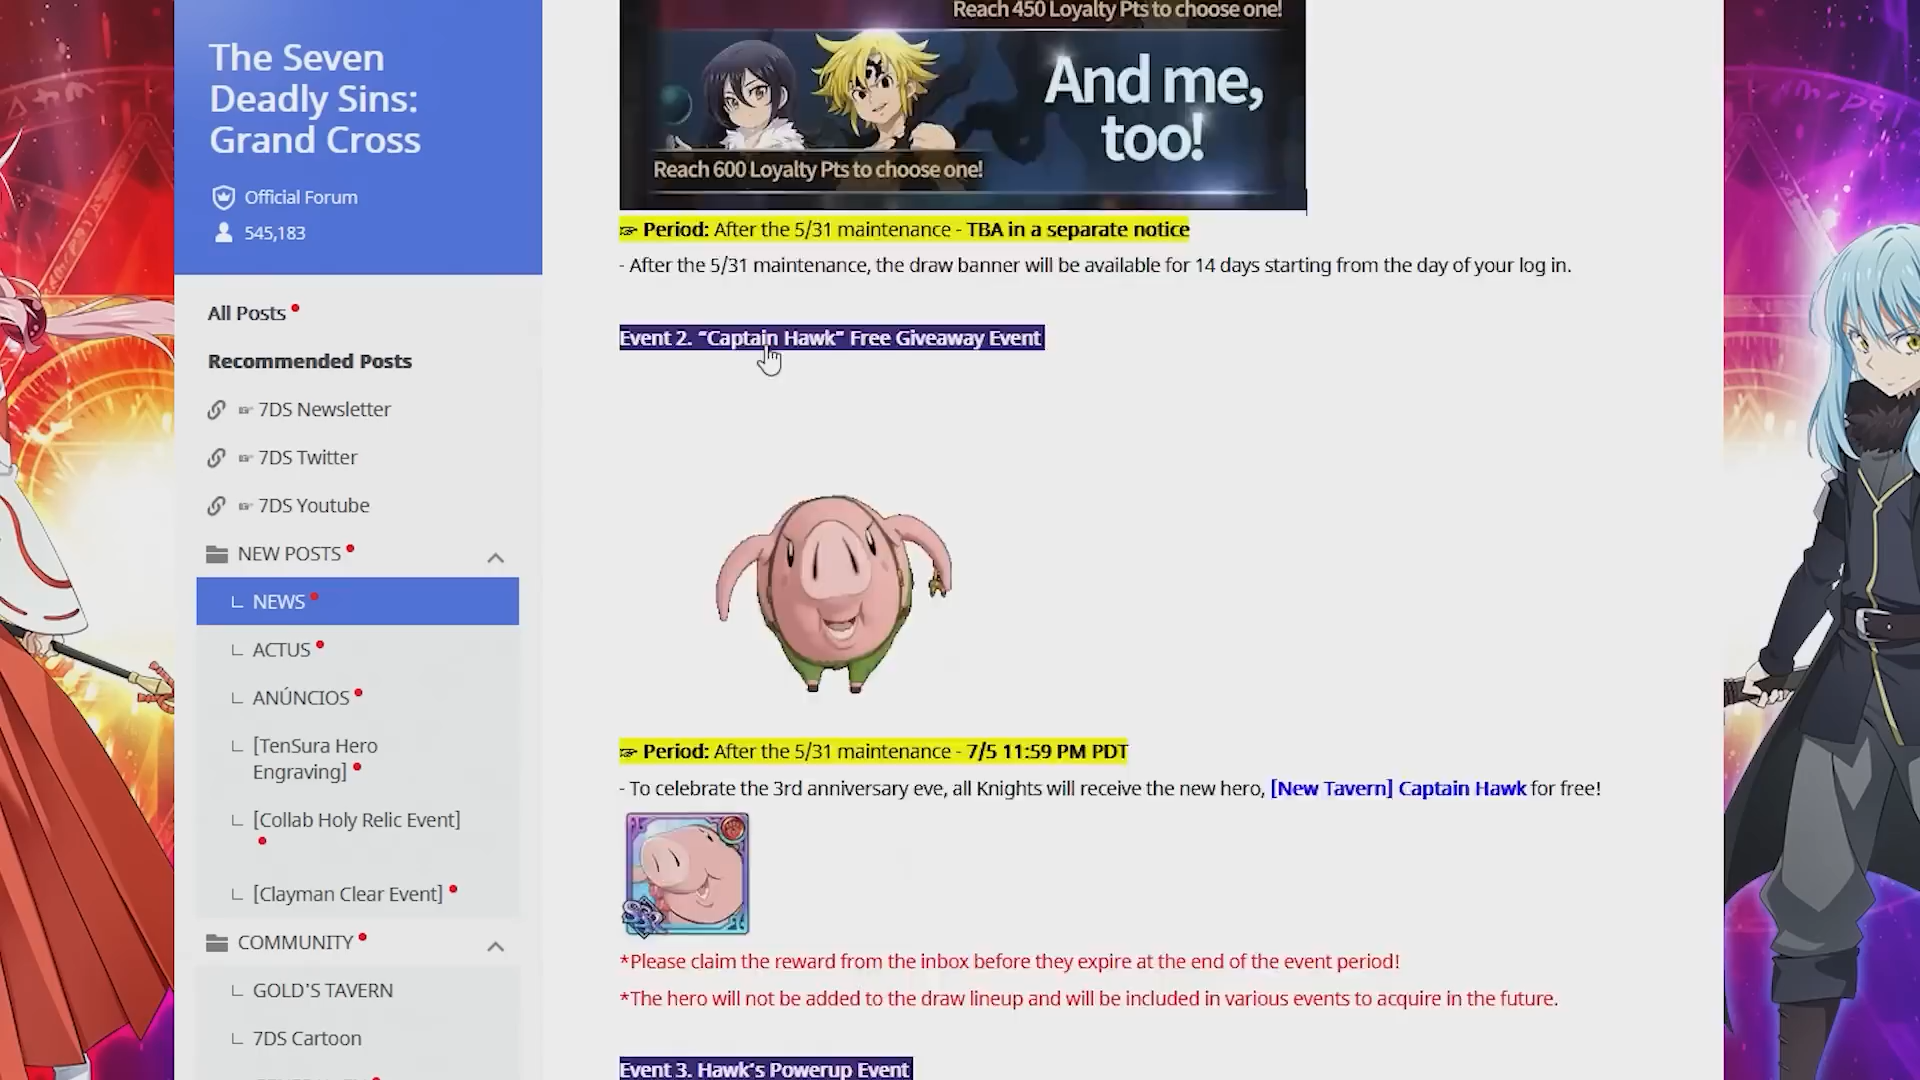 The Seven
Deadly Sins:
Grand Cross
Official Forum
545,183
All Posts
Recommended Posts
☞ 7DS Newsletter
☞ 7DS Twitter
☞ 7DS Youtube
NEW POSTS
NEWS
ACTUS
ANÚNCIOS
[TenSura Hero
Engraving]
[Collab Holy Relic Event]
[Clayman Clear Event]
COMMUNITY
GOLD'S TAVERN
7DS Cartoon
Reach 450 Loyalty Pts to choose one!
And me,
too!
Reach 600 Loyalty Pts to choose one!
☞ Period: After the 5/31 maintenance - TBA in a separate notice
- After the 5/31 maintenance, the draw banner will be available for 14 days starting from the day of your log in.
Event 2. “Captain Hawk” Free Giveaway Event
☞ Period: After the 5/31 maintenance - 7/5 11:59 PM PDT
- To celebrate the 3rd anniversary eve, all Knights will receive the new hero, [New Tavern] Captain Hawk for free!
SSR
*Please claim the reward from the inbox before they expire at the end of the event period!
*The hero will not be added to the draw lineup and will be included in various events to acquire in the future.
Event 3. Hawk's Powerup Event